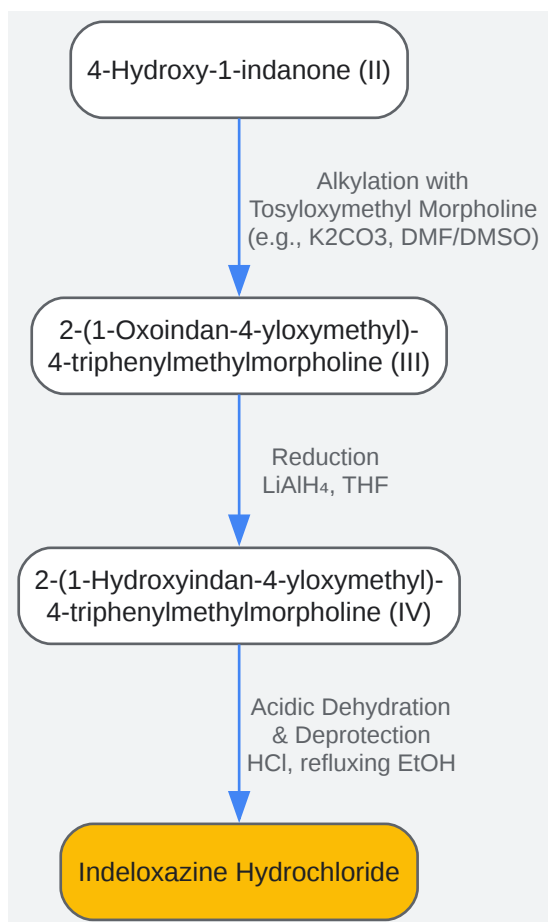 4-Hydroxy-1-indanone (II)
Alkylation with
Tosyloxymethyl Morpholine
(e.g., K2CO3, DMF/DMSO)
2-(1-Oxoindan-4-yloxymethyl)-
4-triphenylmethylmorpholine (III)
Reduction
LiAlH₄, THF
2-(1-Hydroxyindan-4-yloxymethyl)-
4-triphenylmethylmorpholine (IV)
Acidic Dehydration
& Deprotection
HCl, refluxing EtOH
Indeloxazine Hydrochloride